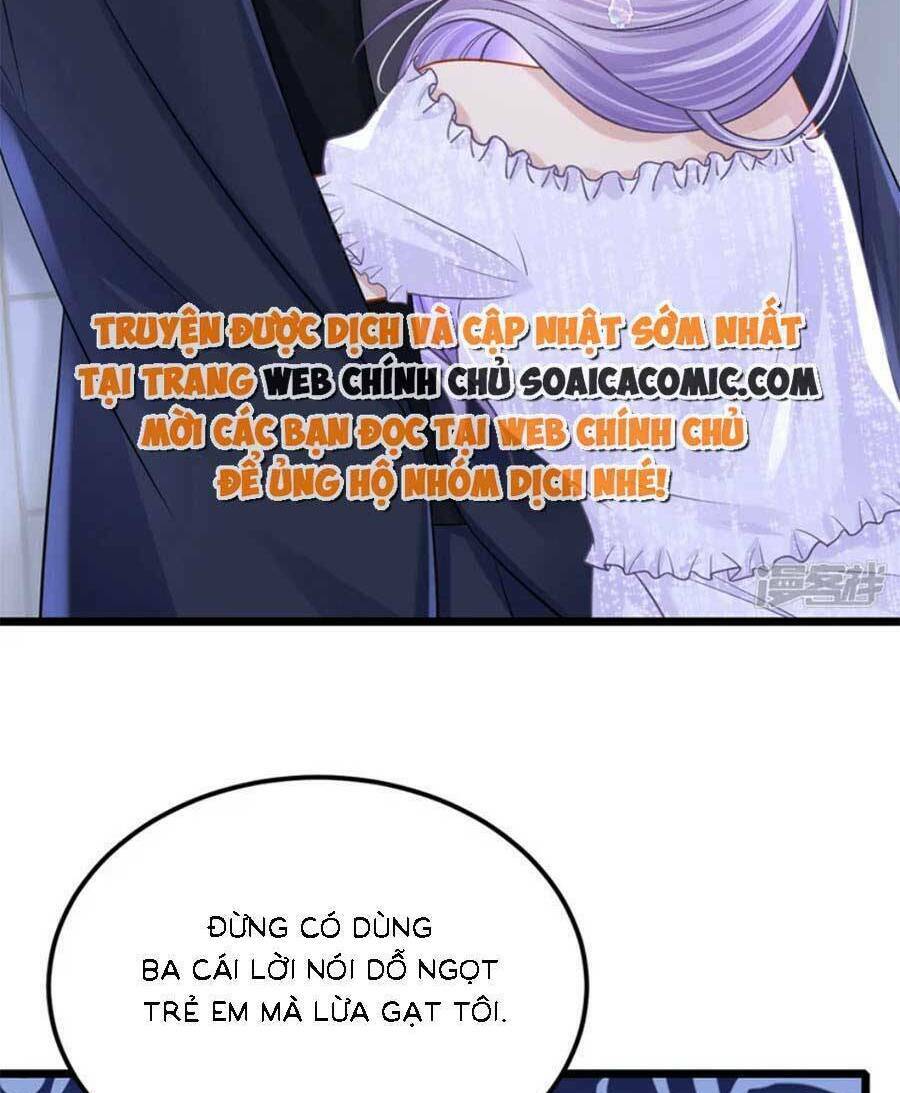 TRUYỆN ĐƯỢC DỊCH VÀ CẬP NHẬT SỚM NHẤT
TẠI TRANG WEB CHÍNH CHỦ SOAICACOMIC.COM
MỜI CÁC BẠN ĐỌC TẠI WEB CHÍNH CHỦ
ĐỂ ỦNG HỘ NHÓM DỊCH NHÉ!
漫客栈
ĐỪNG CÓ DÙNG
BA CÁI LỜI NÓI DỖ NGỌT
TRẺ EM MÀ LỪA GẠT TÔI.